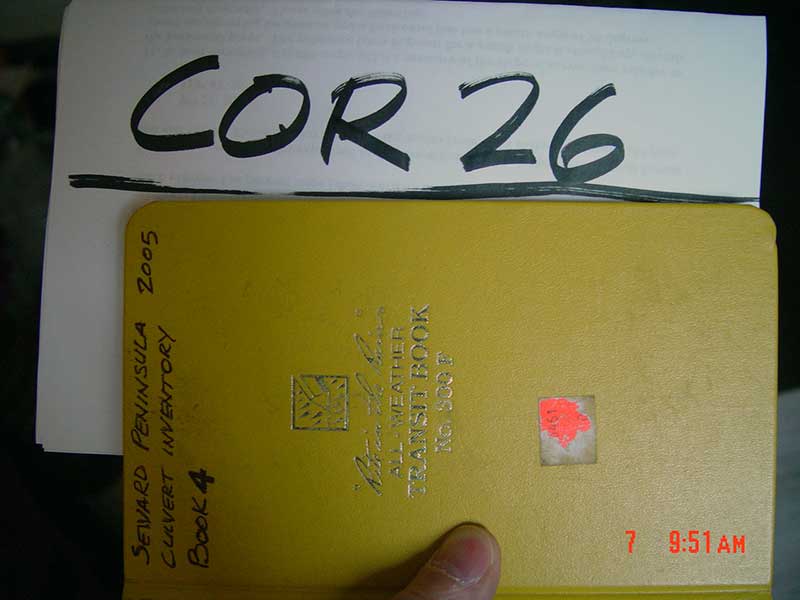 COR 26
SEWARD PENINSULA 2005
CULVERT INVENTORY
BOOK 4
"Rite in the Rain"
ALL-WEATHER
TRANSIT BOOK
No. 300 F
7 9:51 AM